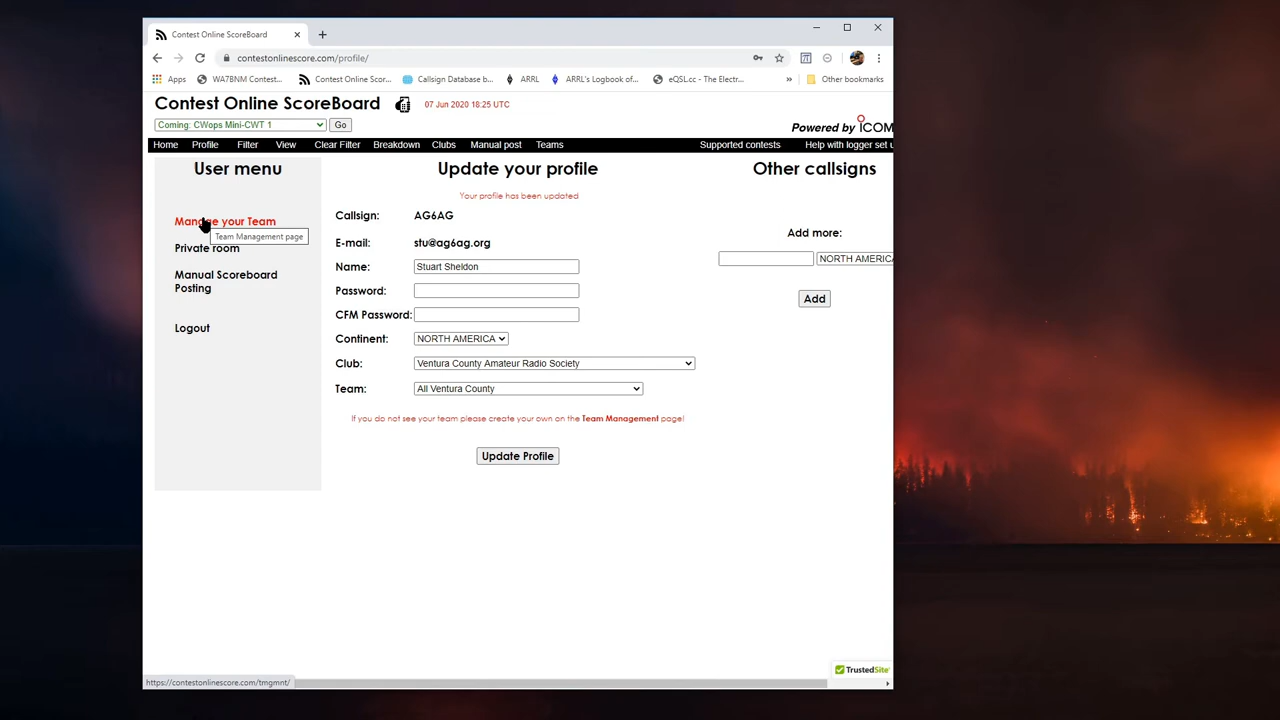 Contest Online ScoreBoard
contestonlinescore.com/profile/
Apps WA7BNM Contest... Contest Online Scor... Callsign Database b... ARRL ARRL's Logbook of... eQSL.cc - The Electr... » Other bookmarks
Contest Online ScoreBoard 07 Jun 2020 18:25 UTC
Coming: CWops Mini-CWT 1 Go
Powered by ICOM
Home Profile Filter View Clear Filter Breakdown Clubs Manual post Teams Supported contests Help with logger set u
User menu
Manage your Team
Team Management page
Private room
Manual Scoreboard
Posting
Logout
Update your profile
Your profile has been updated
Callsign: AG6AG
E-mail: stu@ag6ag.org
Name: Stuart Sheldon
Password:
CFM Password:
Continent: NORTH AMERICA
Club: Ventura County Amateur Radio Society
Team: All Ventura County
If you do not see your team please create your own on the Team Management page!
Update Profile
Other callsigns
Add more:
NORTH AMERICA
Add
TrustedSite
https://contestonlinescore.com/tmgmnt/